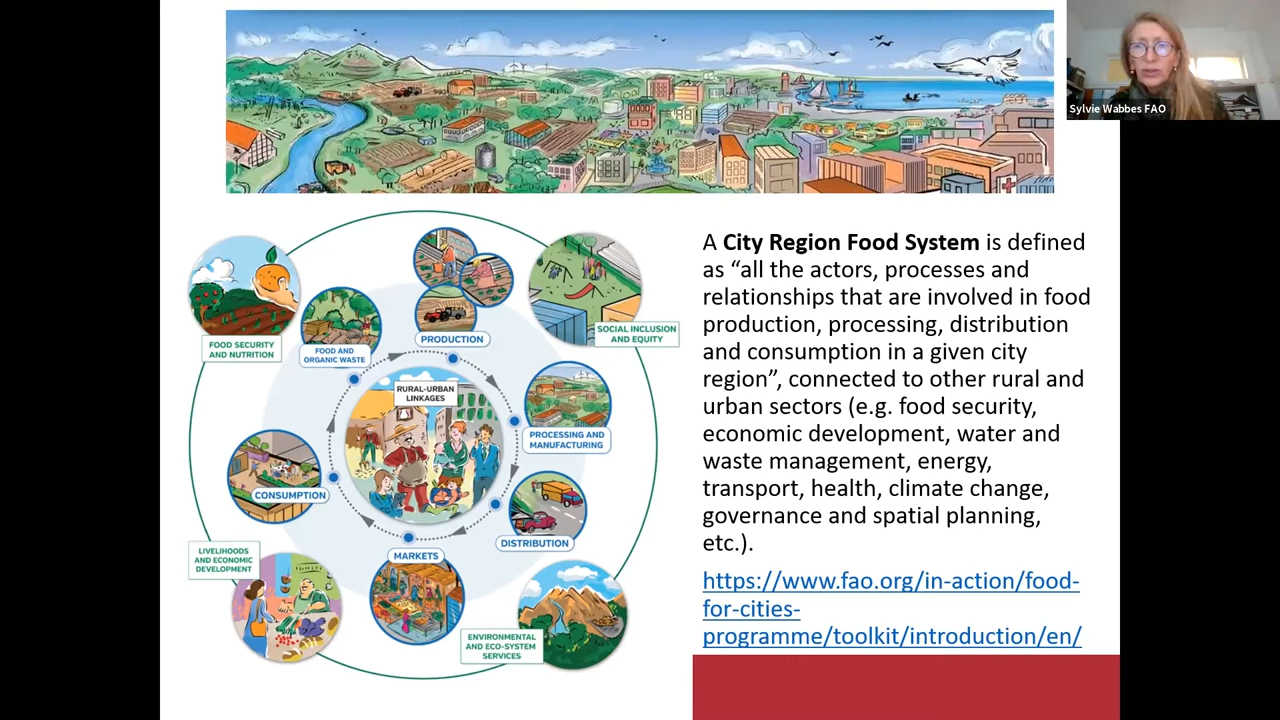 Sylvie Wabbes FAO
FOOD SECURITY
AND NUTRITION
FOOD AND
ORGANIC WASTE
PRODUCTION
SOCIAL INCLUSION
AND EQUITY
RURAL-URBAN
LINKAGES
PROCESSING AND
MANUFACTURING
CONSUMPTION
DISTRIBUTION
LIVELIHOODS
AND ECONOMIC
DEVELOPMENT
MARKETS
ENVIRONMENTAL
AND ECO-SYSTEM
SERVICES
A City Region Food System is defined
as “all the actors, processes and
relationships that are involved in food
production, processing, distribution
and consumption in a given city
region”, connected to other rural and
urban sectors (e.g. food security,
economic development, water and
waste management, energy,
transport, health, climate change,
governance and spatial planning,
etc.).
https://www.fao.org/in-action/food-
for-cities-
programme/toolkit/introduction/en/